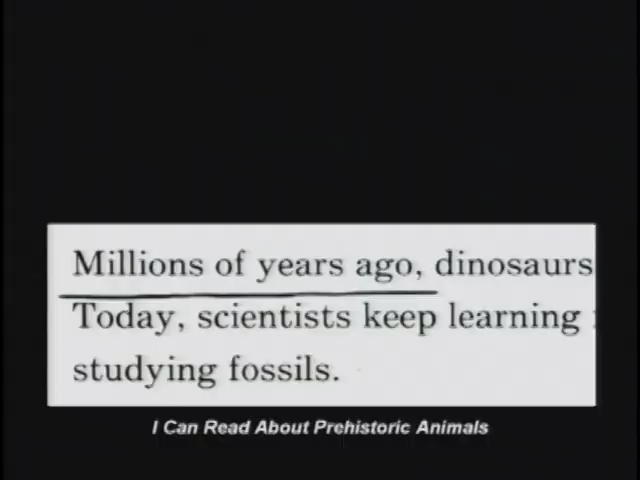 Millions of years ago, dinosaurs
Today, scientists keep learning
studying fossils.
I Can Read About Prehistoric Animals